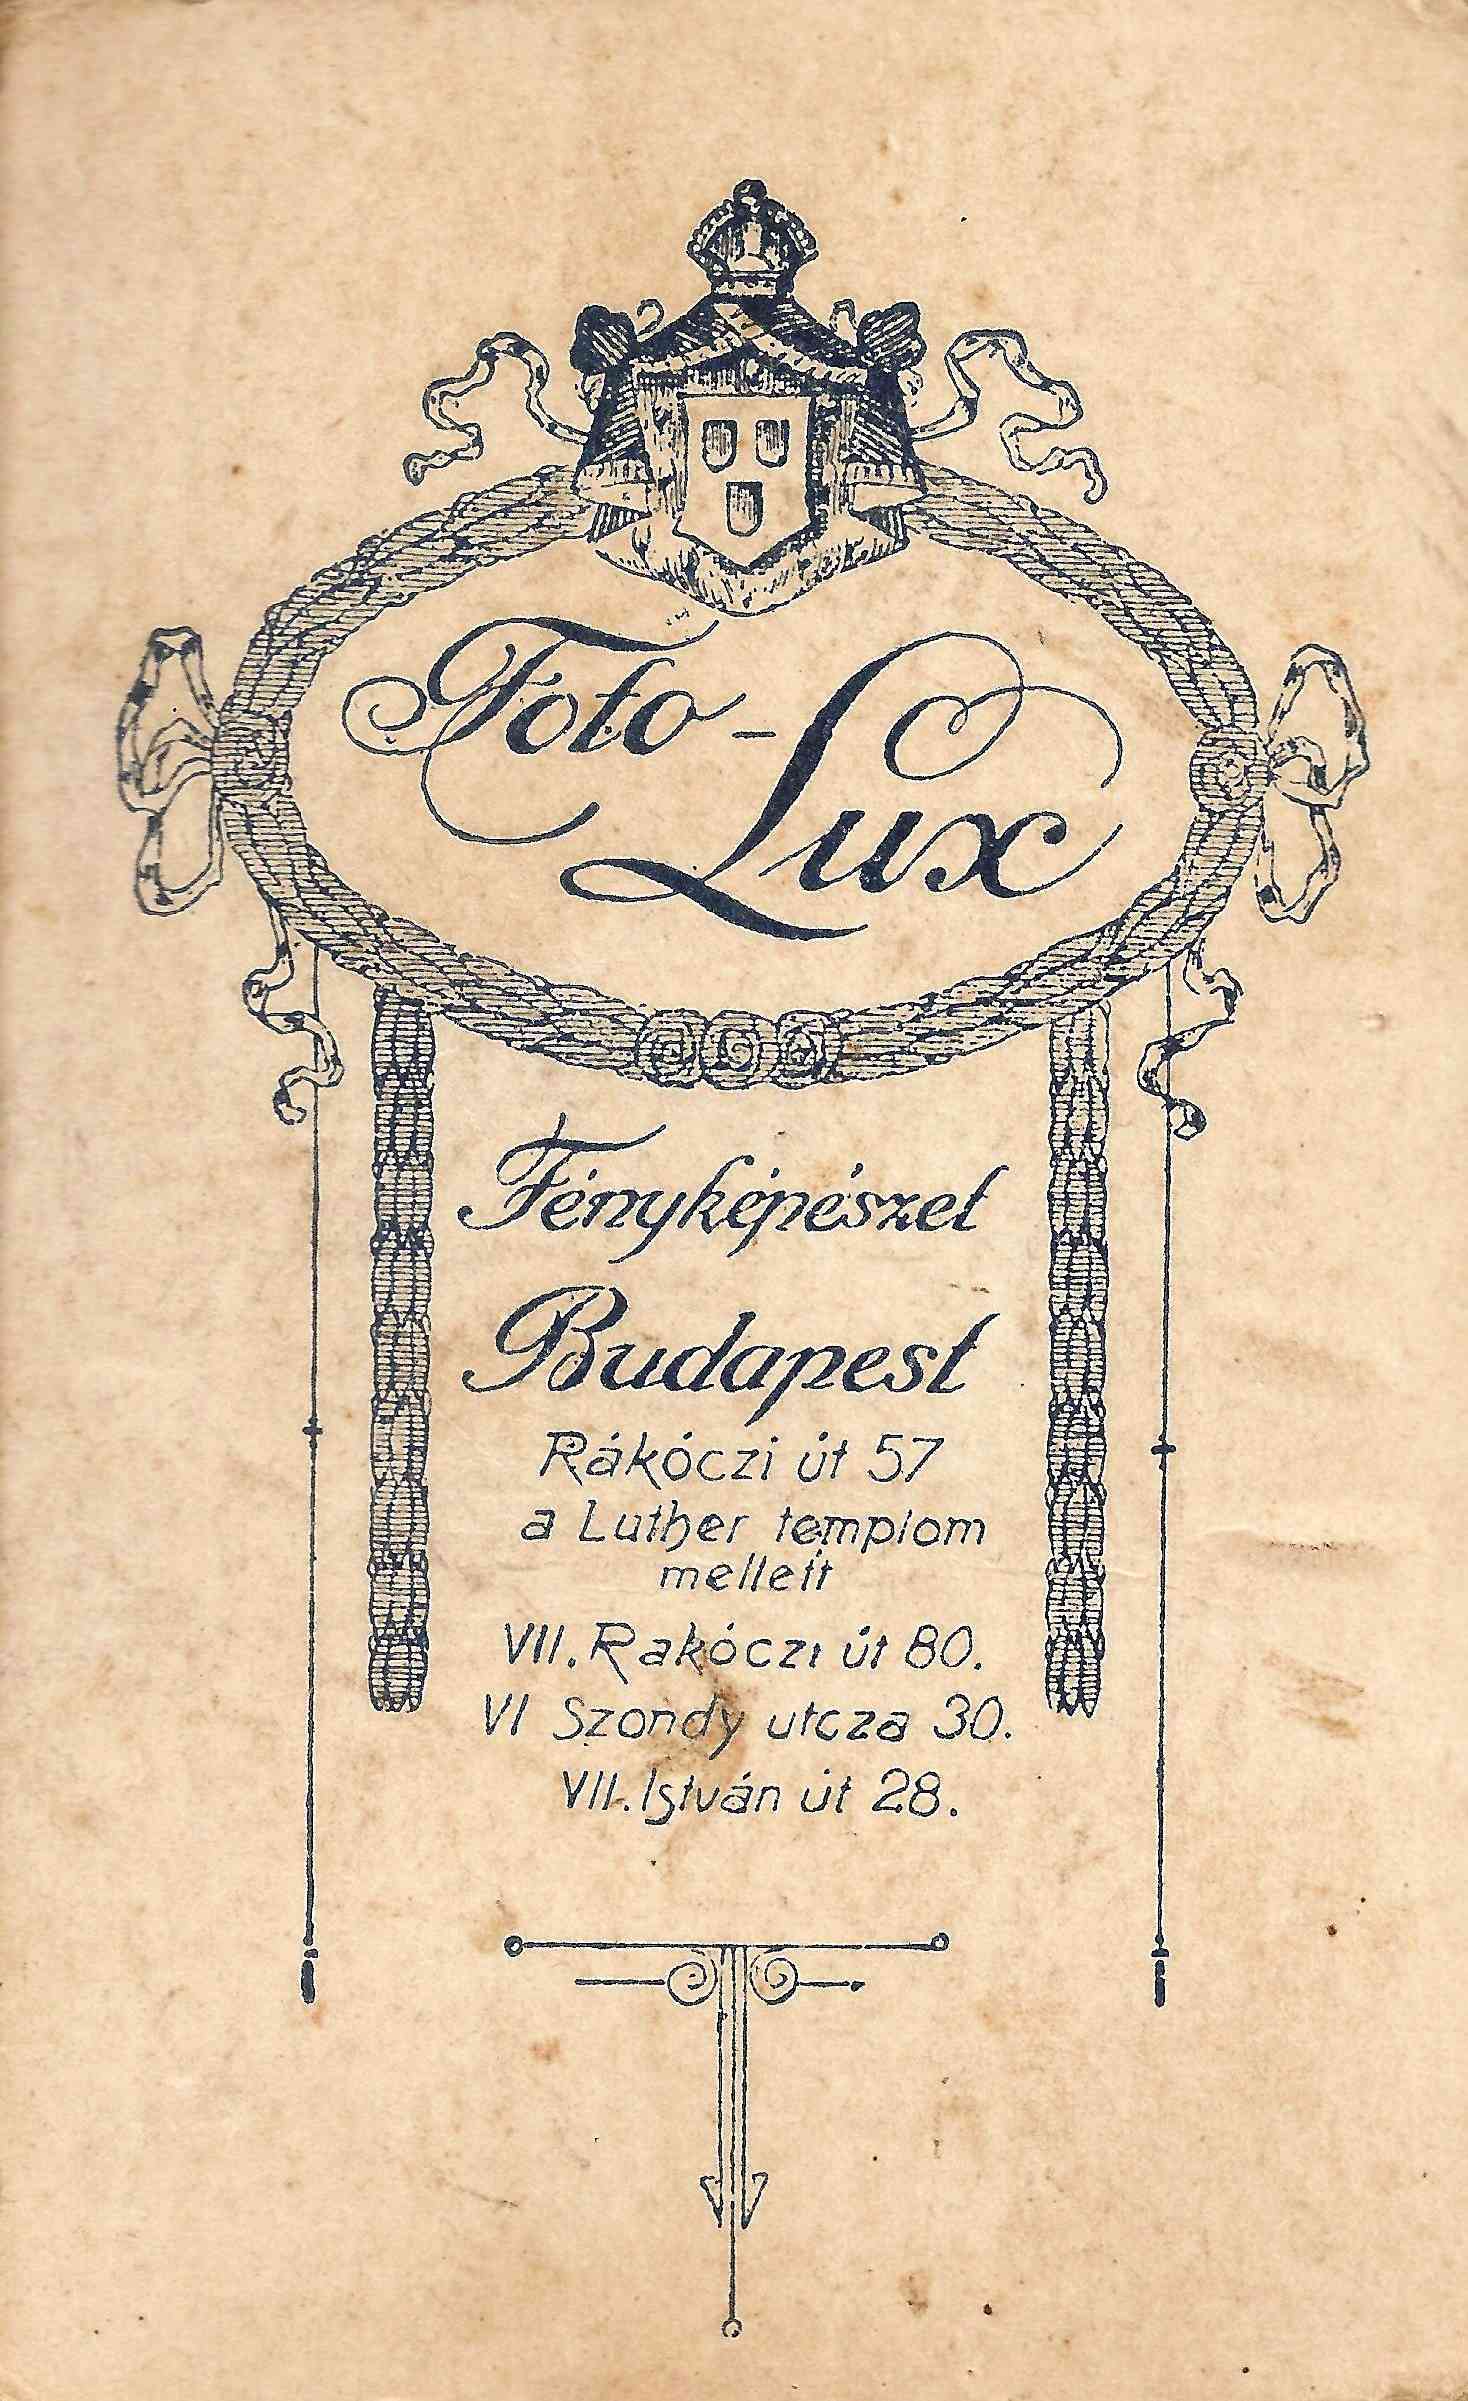 Foto-Lux
Fényképészet
Budapest
Rákóczi út 57
a Luther templom
mellett
VII. Rakóczi út 80.
VI Szondy utcza 30.
VII. István út 28.